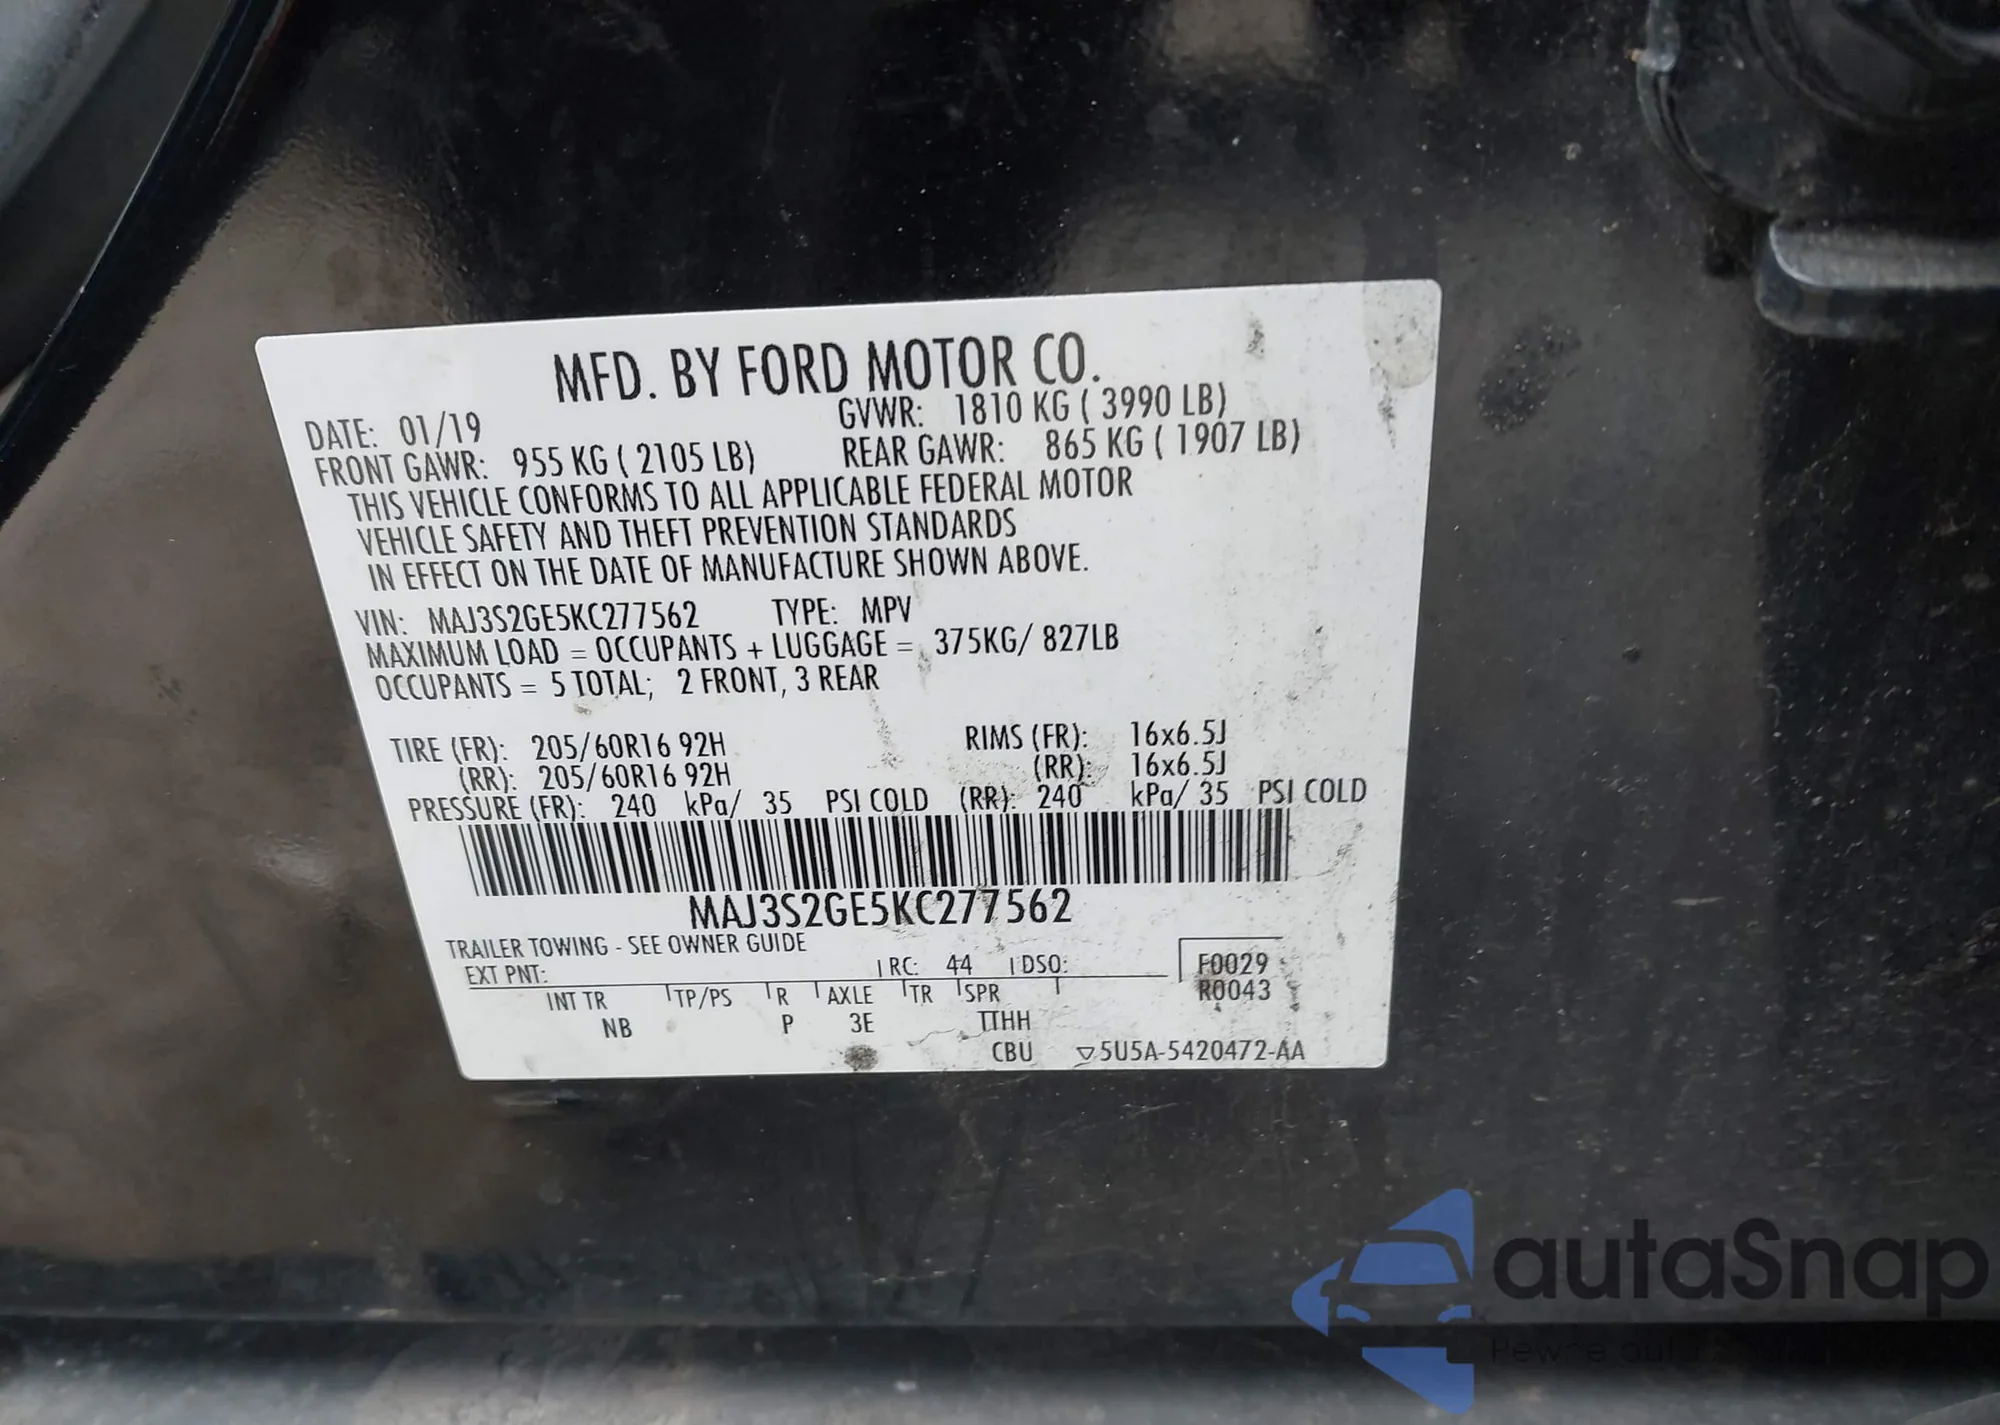 MFD. BY FORD MOTOR CO.
DATE: 01/19 GVWR: 1810 KG ( 3990 LB)
FRONT GAWR: 955 KG ( 2105 LB) REAR GAWR: 865 KG ( 1907 LB)
THIS VEHICLE CONFORMS TO ALL APPLICABLE FEDERAL MOTOR
VEHICLE SAFETY AND THEFT PREVENTION STANDARDS
IN EFFECT ON THE DATE OF MANUFACTURE SHOWN ABOVE.
VIN: MAJ3S2GE5KC277562 TYPE: MPV
MAXIMUM LOAD = OCCUPANTS + LUGGAGE = 375KG/ 827LB
OCCUPANTS = 5 TOTAL; 2 FRONT, 3 REAR
TIRE (FR): 205/60R16 92H RIMS (FR): 16x6.5J
(RR): 205/60R16 92H (RR): 16x6.5J
PRESSURE (FR): 240 kPa/ 35 PSI COLD (RR): 240 kPa/ 35 PSI COLD
MAJ3S2GE5KC277562
TRAILER TOWING - SEE OWNER GUIDE
EXT PNT: RC: 44 DSO: F0029
INT TR TP/PS R AXLE TR SPR R0043
NB P 3E TTHH
CBU 5U5A-5420472-AA
autaSnap